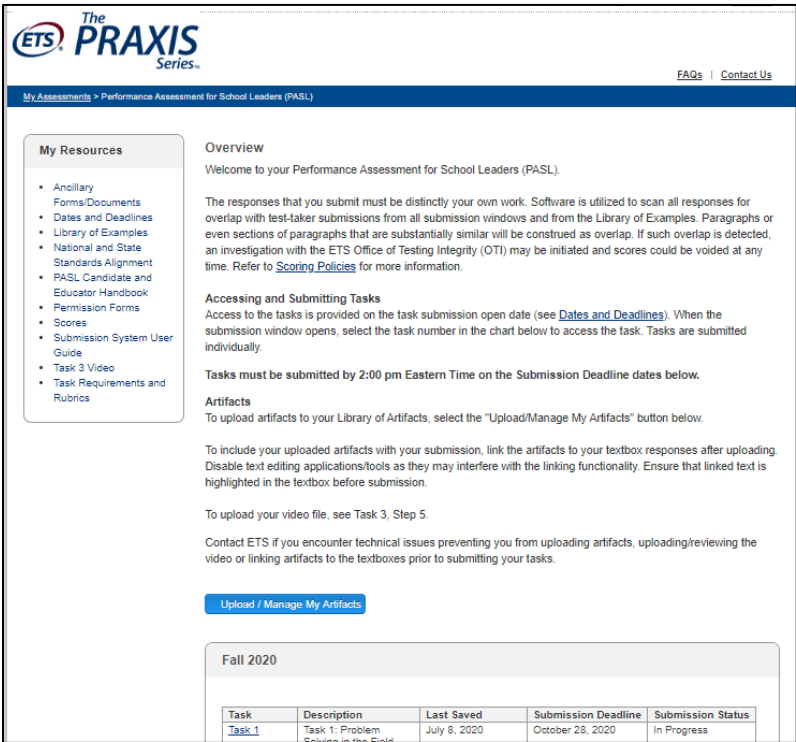 The
ETS® PRAXIS
Series™
FAQs | Contact Us
My Assessments > Performance Assessment for School Leaders (PASL)
My Resources
• Ancillary
Forms/Documents
• Dates and Deadlines
• Library of Examples
• National and State
Standards Alignment
• PASL Candidate and
Educator Handbook
• Permission Forms
• Scores
• Submission System User
Guide
• Task 3 Video
• Task Requirements and
Rubrics
Overview
Welcome to your Performance Assessment for School Leaders (PASL).
The responses that you submit must be distinctly your own work. Software is utilized to scan all responses for
overlap with test-taker submissions from all submission windows and from the Library of Examples. Paragraphs or
even sections of paragraphs that are substantially similar will be construed as overlap. If such overlap is detected,
an investigation with the ETS Office of Testing Integrity (OTI) may be initiated and scores could be voided at any
time. Refer to Scoring Policies for more information.
Accessing and Submitting Tasks
Access to the tasks is provided on the task submission open date (see Dates and Deadlines). When the
submission window opens, select the task number in the chart below to access the task. Tasks are submitted
individually.
Tasks must be submitted by 2:00 pm Eastern Time on the Submission Deadline dates below.
Artifacts
To upload artifacts to your Library of Artifacts, select the "Upload/Manage My Artifacts" button below.
To include your uploaded artifacts with your submission, link the artifacts to your textbox responses after uploading.
Disable text editing applications/tools as they may interfere with the linking functionality. Ensure that linked text is
highlighted in the textbox before submission.
To upload your video file, see Task 3, Step 5.
Contact ETS if you encounter technical issues preventing you from uploading artifacts, uploading/reviewing the
video or linking artifacts to the textboxes prior to submitting your tasks.
Upload / Manage My Artifacts
Fall 2020
Task Description Last Saved Submission Deadline Submission Status
Task 1 Task 1: Problem July 8, 2020 October 28, 2020 In Progress
Solving in the Field